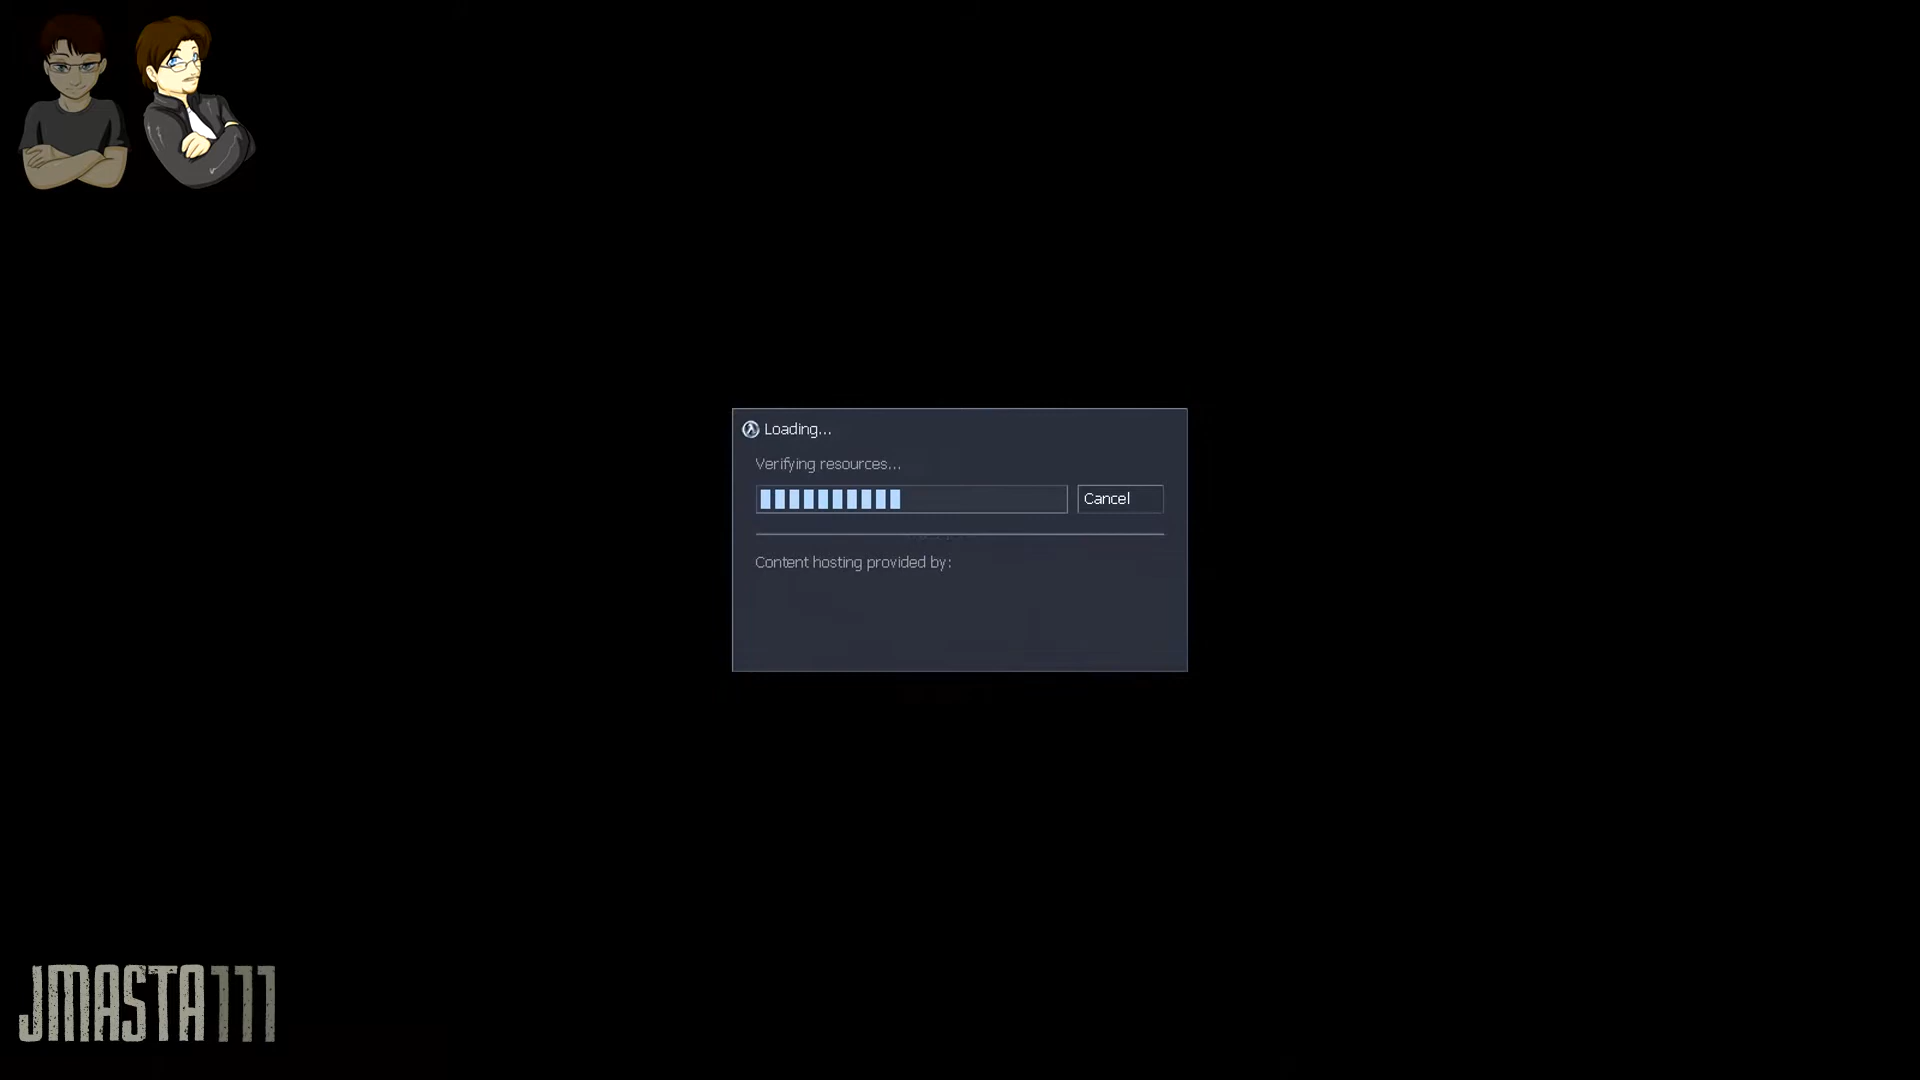 Loading...
Verifying resources...
Cancel
Content hosting provided by:
JMASTA111